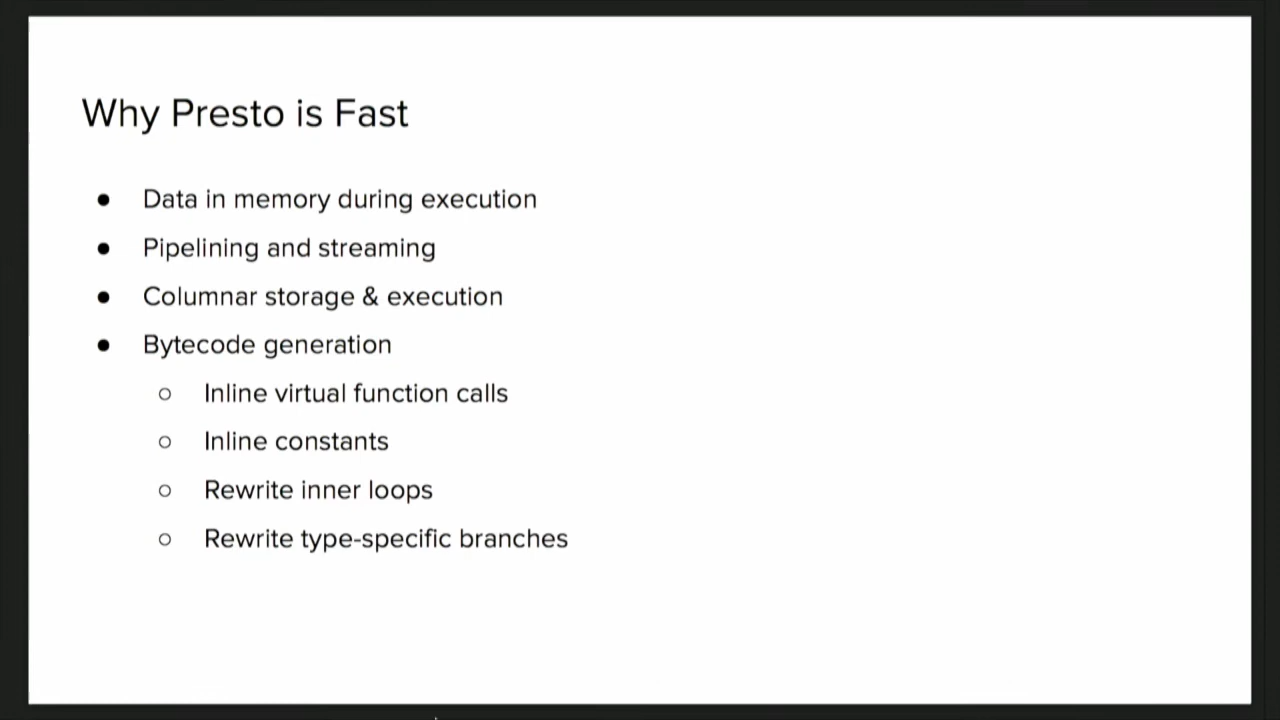 Why Presto is Fast
● Data in memory during execution
● Pipelining and streaming
● Columnar storage & execution
● Bytecode generation
○ Inline virtual function calls
○ Inline constants
○ Rewrite inner loops
○ Rewrite type-specific branches